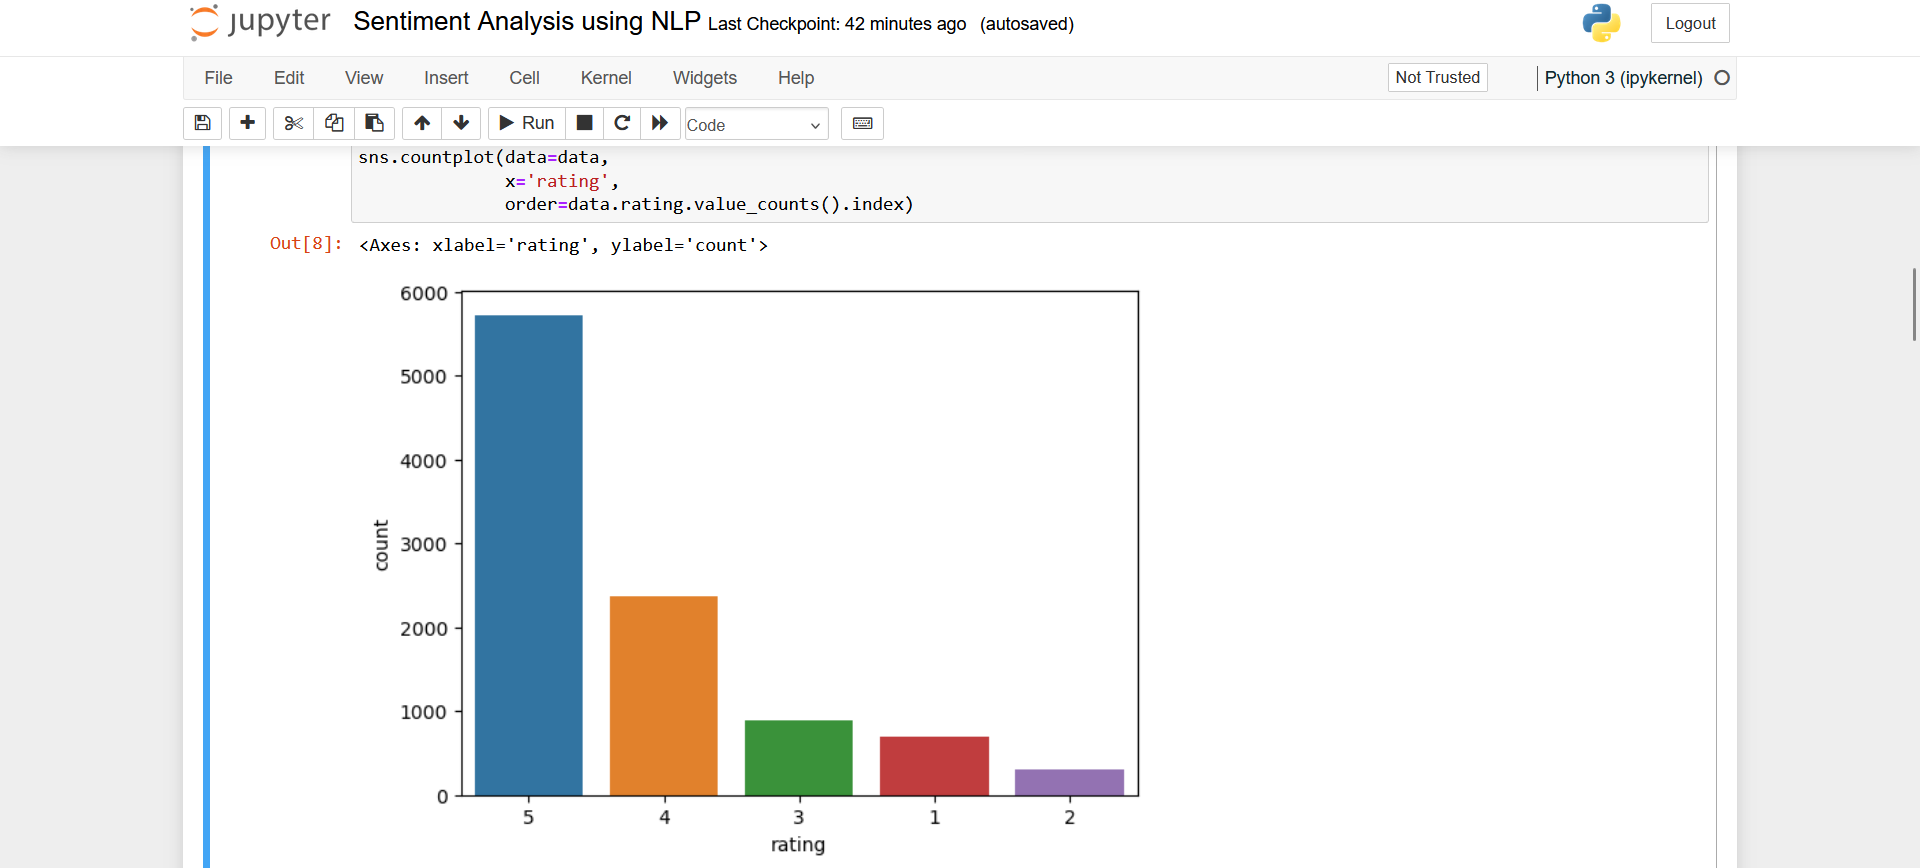 jupyter Sentiment Analysis using NLP Last Checkpoint: 42 minutes ago (autosaved)
Logout
File Edit View Insert Cell Kernel Widgets Help
Not Trusted
Python 3 (ipykernel)
Run
Code
sns.countplot(data=data,
x='rating',
order=data.rating.value_counts().index)
Out[8]: <Axes: xlabel='rating', ylabel='count'>
6000
5000
4000
3000
2000
1000
0
count
5 4 3 1 2
rating